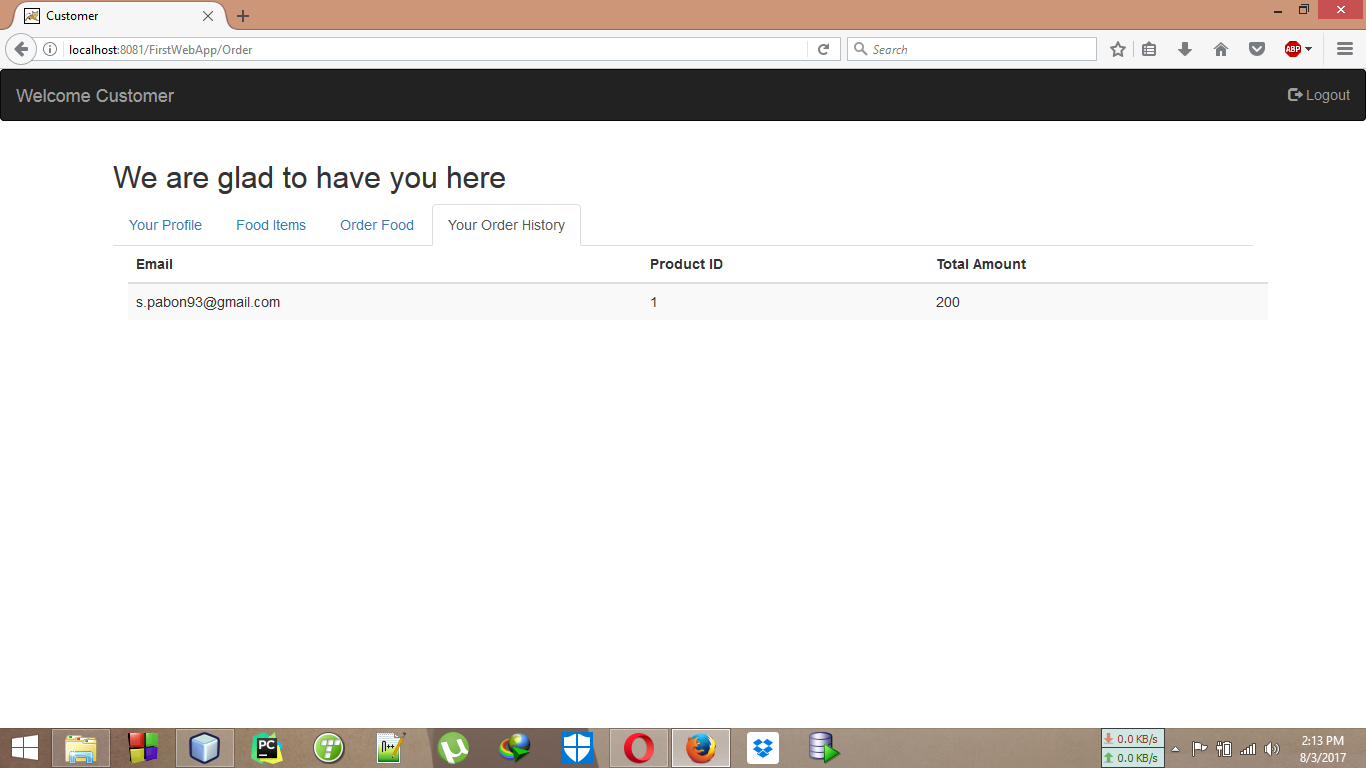 Customer
localhost:8081/FirstWebApp/Order
Search
ABP
Welcome Customer
Logout
We are glad to have you here
Your Profile Food Items Order Food Your Order History
Email Product ID Total Amount
s.pabon93@gmail.com 1 200
PC
n++
0.0 KB/s
0.0 KB/s
2:13 PM
8/3/2017